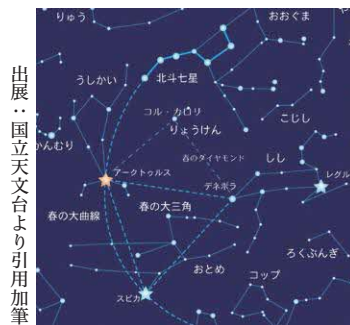 りゅう
おおぐま
北斗七星
うしかい
コル・カロリ
こじし
りょうけん
かんむり
春のダイヤモンド
しし
アークトゥルス
デネボラ
レグル
春の大曲線
春の大三角
ろくぶんぎ
おとめ
コップ
スピカ
出展：国立天文台より引用加筆